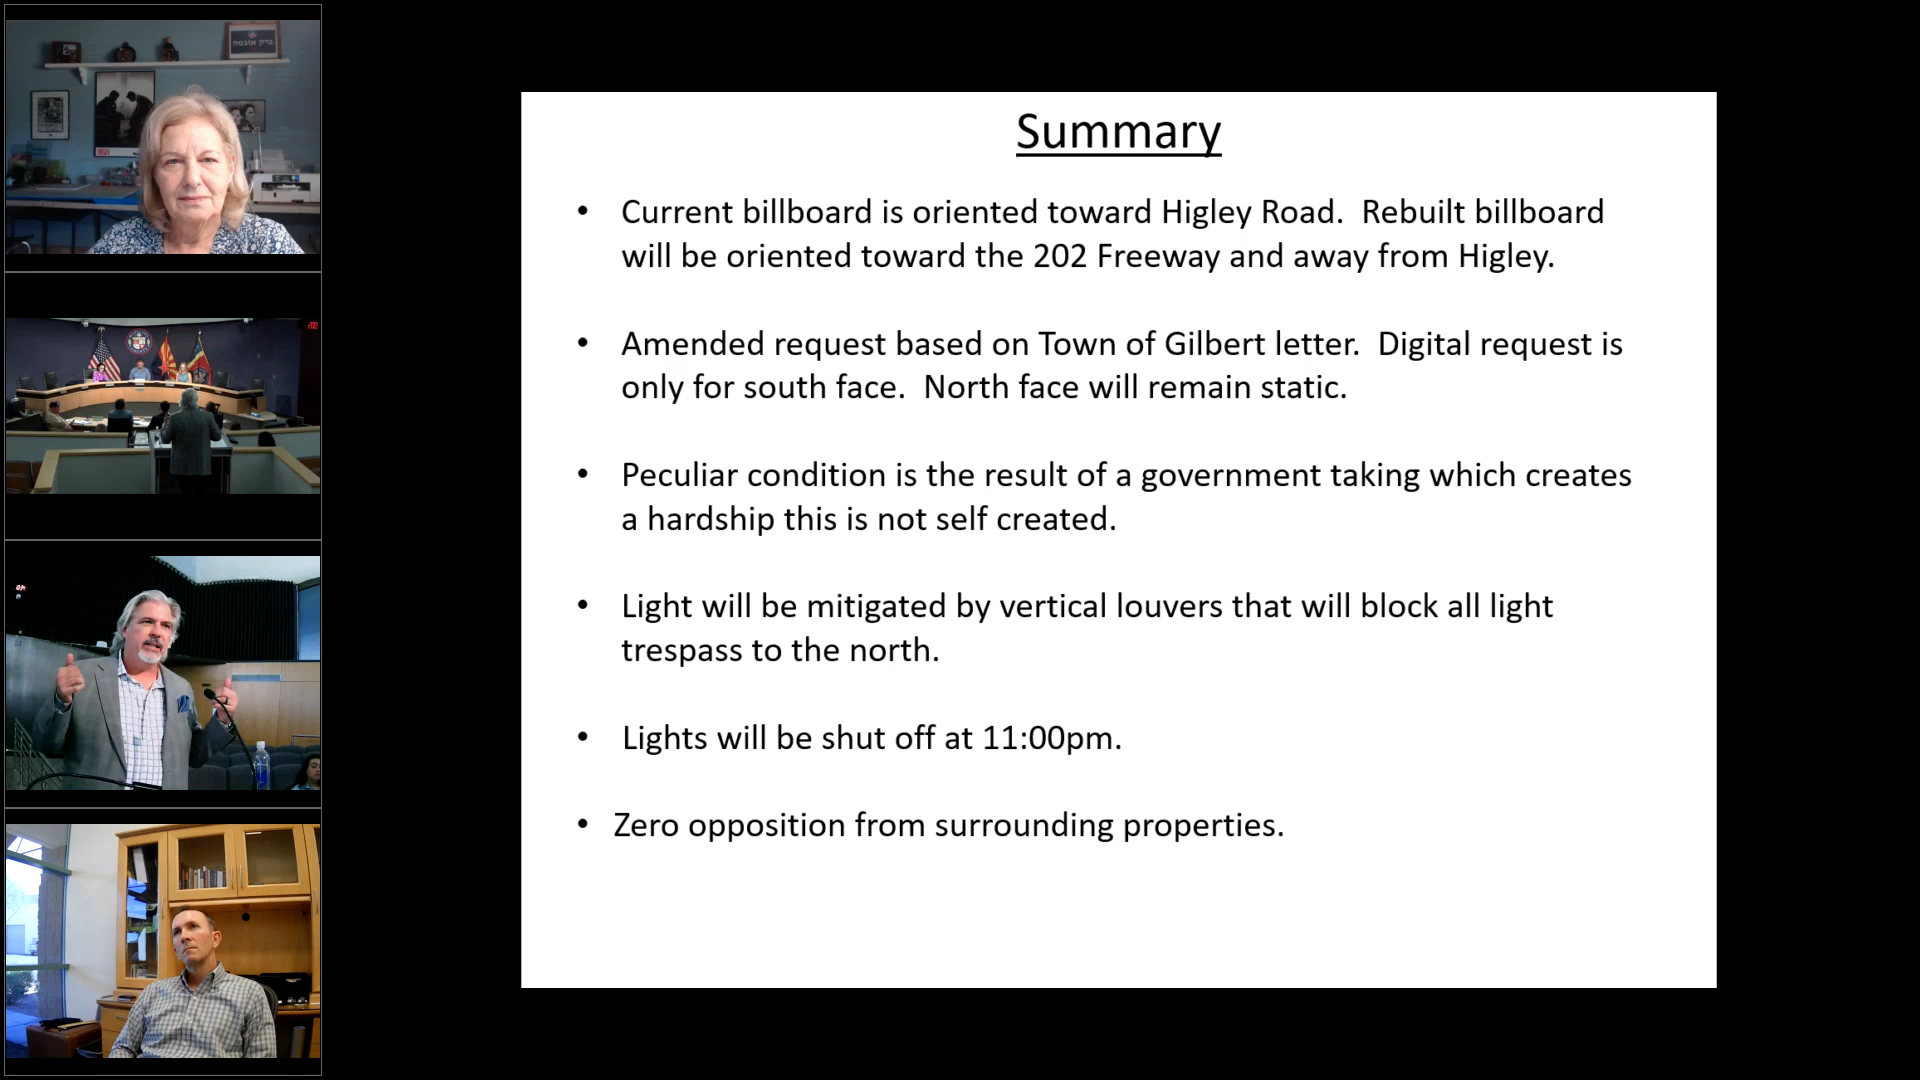 ברק אובמה
LIFE
Summary
• Current billboard is oriented toward Higley Road.  Rebuilt billboard
will be oriented toward the 202 Freeway and away from Higley.
• Amended request based on Town of Gilbert letter.  Digital request is
only for south face.  North face will remain static.
• Peculiar condition is the result of a government taking which creates
a hardship this is not self created.
• Light will be mitigated by vertical louvers that will block all light
trespass to the north.
• Lights will be shut off at 11:00pm.
• Zero opposition from surrounding properties.